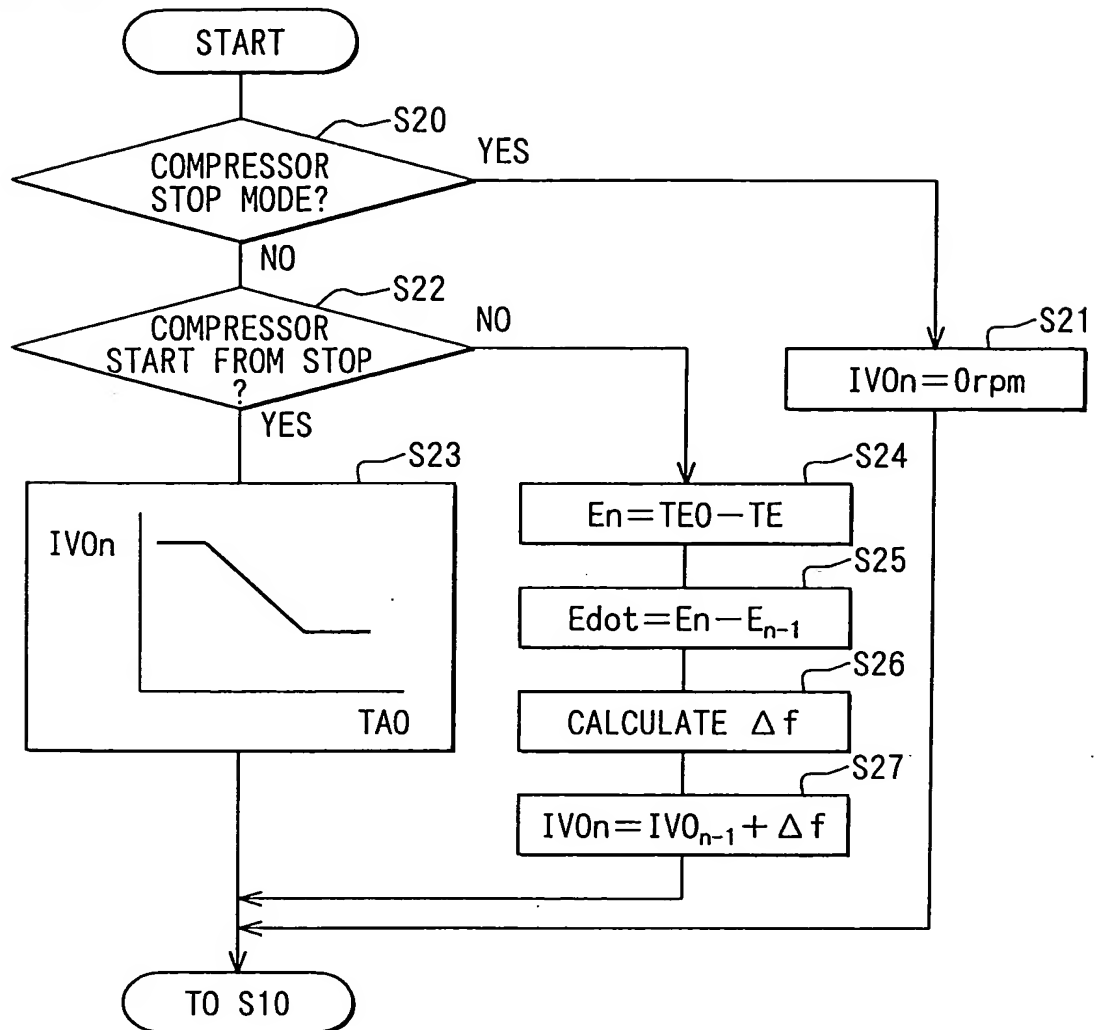 START
S20
COMPRESSOR
STOP MODE?
YES
NO
S22
COMPRESSOR
START FROM STOP
?
NO
YES
S21
IVOn=0rpm
S23
IVOn
TAO
S24
En=TEO-TE
S25
Edot=En-Eₙ₋₁
S26
CALCULATE Δf
S27
IVOn=IVOₙ₋₁+Δf
TO S10